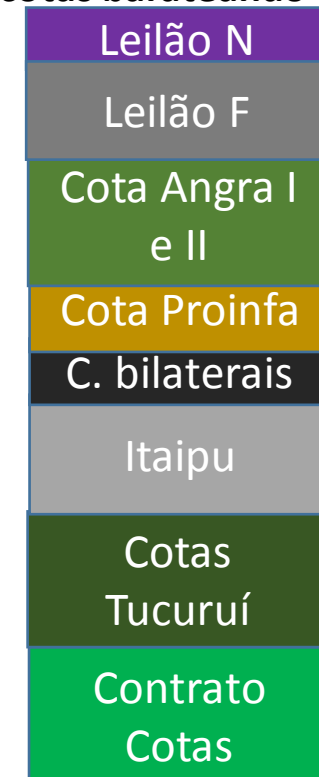 Leilão N
Leilão F
Cota Angra I
e II
Cota Proinfa
C. bilaterais
Itaipu
Cotas
Tucuruí
Contrato
Cotas